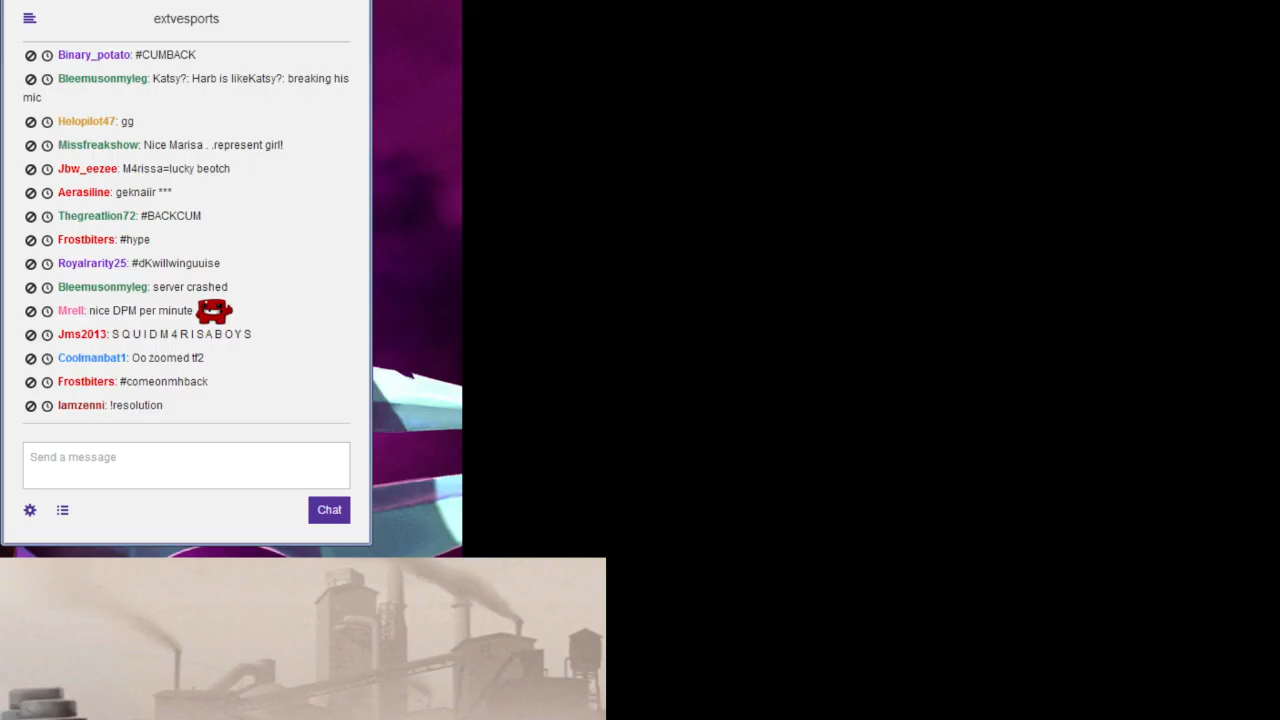 extvesports
Binary_potato: #CUMBACK
Bleemusonmyleg: Katsy?: Harb is likeKatsy?: breaking his
mic
Helopilot47: gg
Missfreakshow: Nice Marisa . .represent girl!
Jbw_eezee: M4rissa=lucky beotch
Aerasiline: geknaiir ***
Thegreatlion72: #BACKCUM
Frostbiters: #hype
Royalrarity25: #dKwillwinguuise
Bleemusonmyleg: server crashed
Mrell: nice DPM per minute
Jms2013: S Q U I D M 4 R I S A B O Y S
Coolmanbat1: Oo zoomed tf2
Frostbiters: #comeonmhback
Iamzenni: !resolution
Send a message
Chat